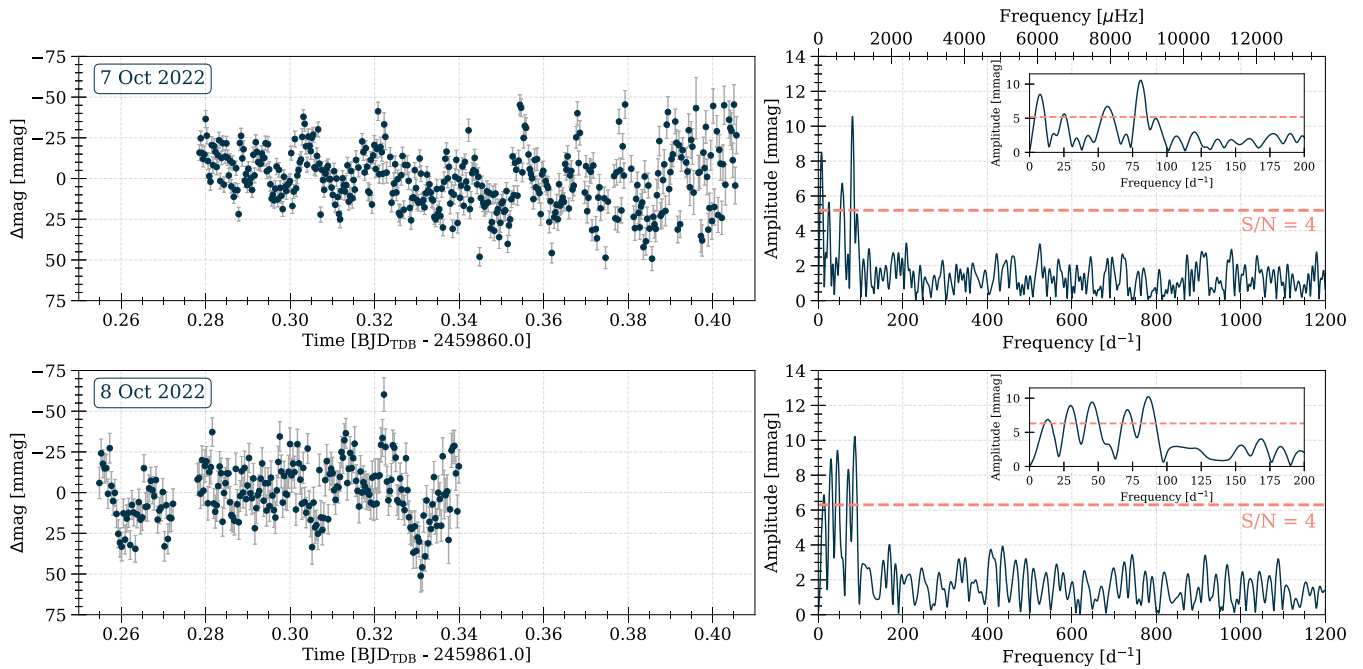 7 Oct 2022
−75
−50
−25
0
25
50
75
Δmag [mmag]
0.26 0.28 0.30 0.32 0.34 0.36 0.38 0.40
Time [BJD_TDB - 2459860.0]
Frequency [μHz]
0 2000 4000 6000 8000 10000 12000
14
12
10
8
6
4
2
0
Amplitude [mmag]
10
5
0
Amplitude [mmag]
0 25 50 75 100 125 150 175 200
Frequency [d⁻¹]
S/N = 4
0 200 400 600 800 1000 1200
Frequency [d⁻¹]
8 Oct 2022
−75
−50
−25
0
25
50
75
Δmag [mmag]
0.26 0.28 0.30 0.32 0.34 0.36 0.38 0.40
Time [BJD_TDB - 2459861.0]
14
12
10
8
6
4
2
0
Amplitude [mmag]
10
5
0
Amplitude [mmag]
0 25 50 75 100 125 150 175 200
Frequency [d⁻¹]
S/N = 4
0 200 400 600 800 1000 1200
Frequency [d⁻¹]